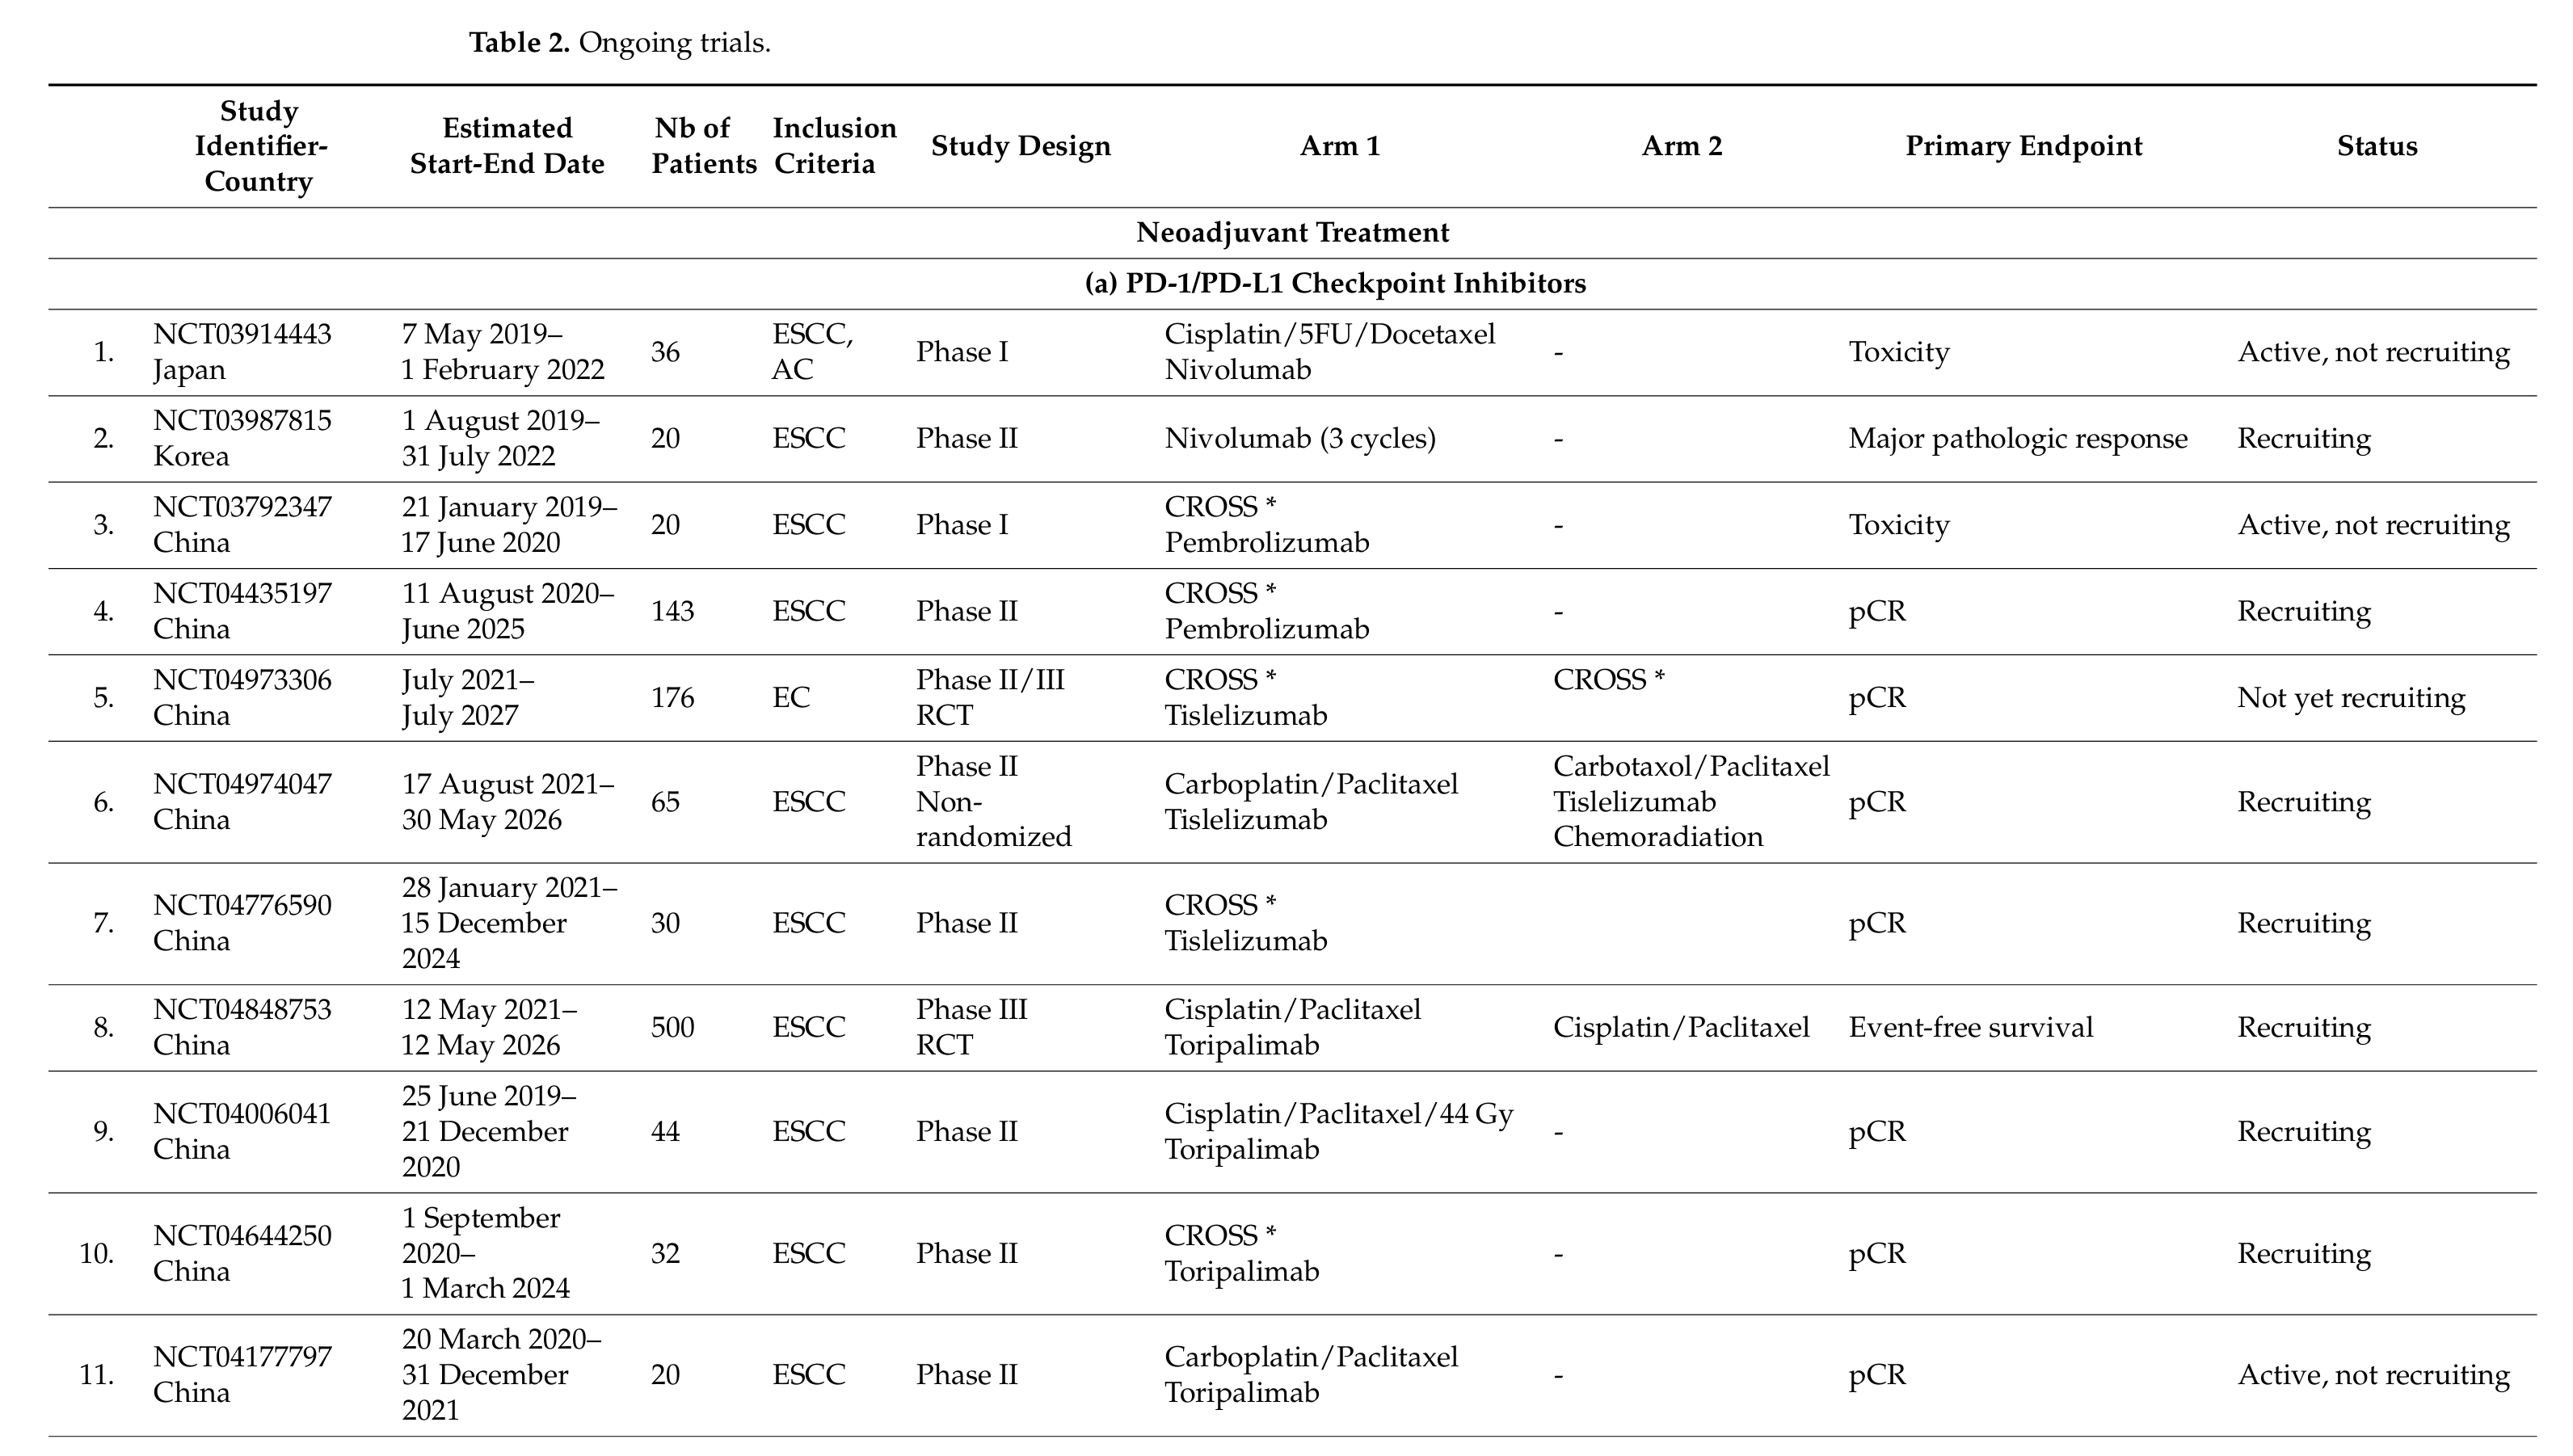 Table 2. Ongoing trials.
Study Identifier-Country Estimated Start-End Date Nb of Patients Inclusion Criteria Study Design Arm 1 Arm 2 Primary Endpoint Status
Neoadjuvant Treatment
(a) PD-1/PD-L1 Checkpoint Inhibitors
1. NCT03914443 Japan 7 May 2019– 1 February 2022 36 ESCC, AC Phase I Cisplatin/5FU/Docetaxel Nivolumab - Toxicity Active, not recruiting
2. NCT03987815 Korea 1 August 2019– 31 July 2022 20 ESCC Phase II Nivolumab (3 cycles) - Major pathologic response Recruiting
3. NCT03792347 China 21 January 2019– 17 June 2020 20 ESCC Phase I CROSS * Pembrolizumab - Toxicity Active, not recruiting
4. NCT04435197 China 11 August 2020– June 2025 143 ESCC Phase II CROSS * Pembrolizumab - pCR Recruiting
5. NCT04973306 China July 2021– July 2027 176 EC Phase II/III RCT CROSS * Tislelizumab CROSS * pCR Not yet recruiting
6. NCT04974047 China 17 August 2021– 30 May 2026 65 ESCC Phase II Non-randomized Carboplatin/Paclitaxel Tislelizumab Carbotaxol/Paclitaxel Tislelizumab Chemoradiation pCR Recruiting
7. NCT04776590 China 28 January 2021– 15 December 2024 30 ESCC Phase II CROSS * Tislelizumab pCR Recruiting
8. NCT04848753 China 12 May 2021– 12 May 2026 500 ESCC Phase III RCT Cisplatin/Paclitaxel Toripalimab Cisplatin/Paclitaxel Event-free survival Recruiting
9. NCT04006041 China 25 June 2019– 21 December 2020 44 ESCC Phase II Cisplatin/Paclitaxel/44 Gy Toripalimab - pCR Recruiting
10. NCT04644250 China 1 September 2020– 1 March 2024 32 ESCC Phase II CROSS * Toripalimab - pCR Recruiting
11. NCT04177797 China 20 March 2020– 31 December 2021 20 ESCC Phase II Carboplatin/Paclitaxel Toripalimab - pCR Active, not recruiting